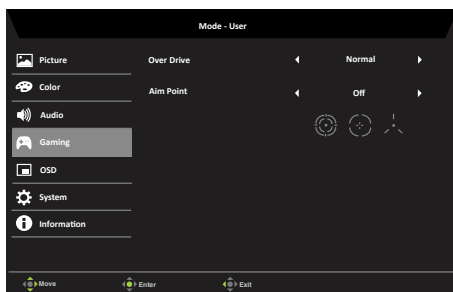 Mode - User
Picture
Over Drive Normal
Color
Aim Point Off
Audio
Gaming
OSD
System
Information
Move Enter Exit